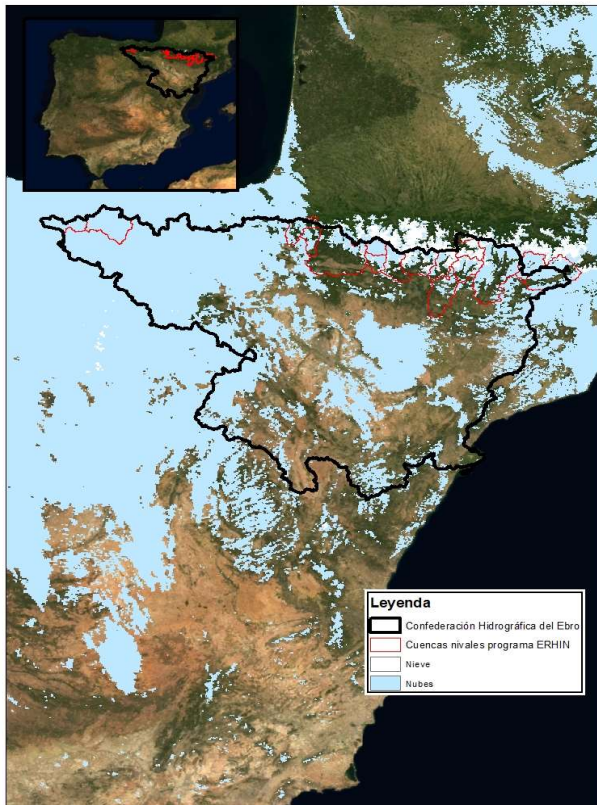 Leyenda
Confederación Hidrográfica del Ebro
Cuencas nivales programa ERHIN
Nieve
Nubes